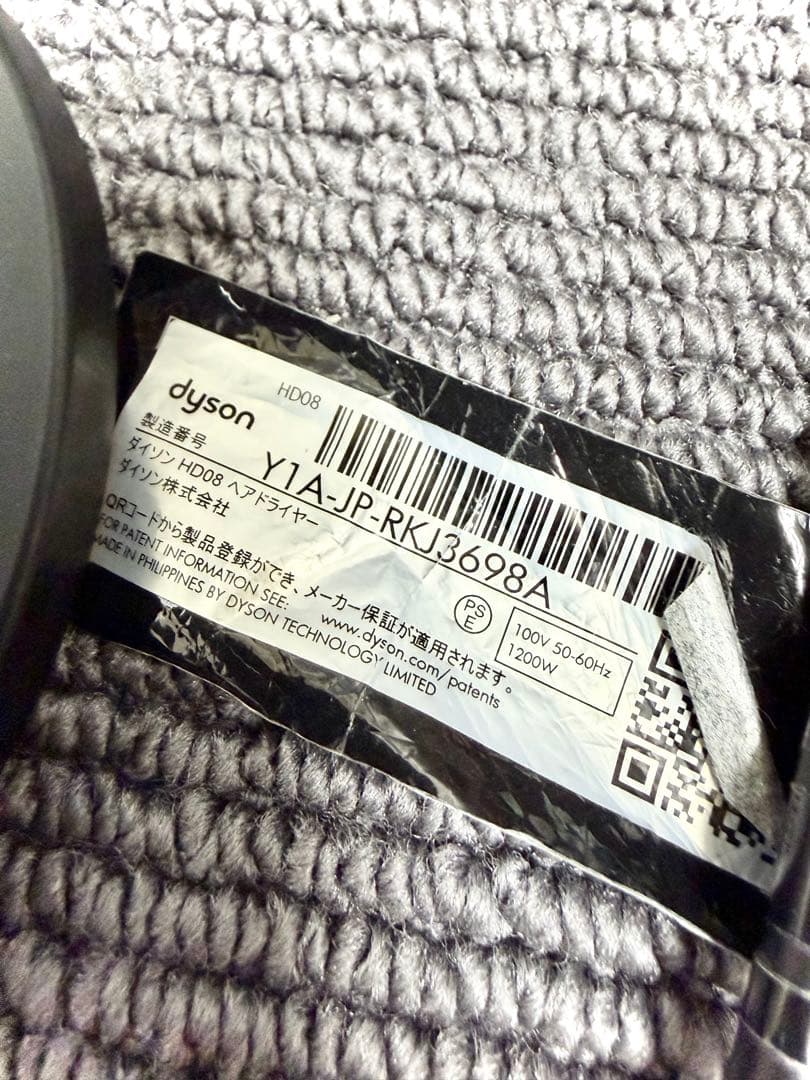 dyson HD08
製造番号 Y1A-JP-RKJ3698A
ダイソン HD08 ヘアドライヤー
ダイソン株式会社
PS
E
100V 50-60Hz
1200W
QRコードから製品登録ができ、メーカー保証が適用されます。
FOR PATENT INFORMATION SEE: www.dyson.com/patents
MADE IN PHILIPPINES BY DYSON TECHNOLOGY LIMITED